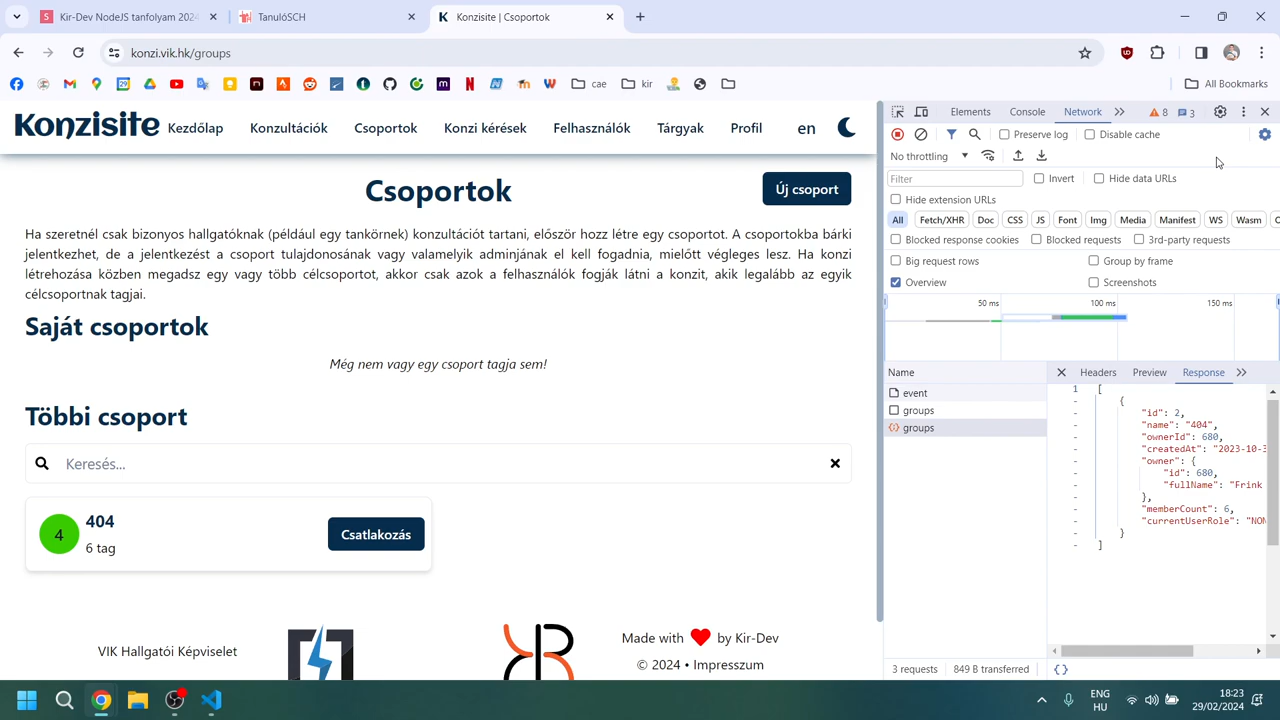 Kir-Dev NodeJS tanfolyam 2024
TanulóSCH
Konzisite | Csoportok
konzi.vik.hk/groups
cae
kir
All Bookmarks
Konzisite
Kezdőlap
Konzultációk
Csoportok
Konzi kérések
Felhasználók
Tárgyak
Profil
en
Csoportok
Új csoport
Ha szeretnél csak bizonyos hallgatóknak (például egy tankörnek) konzultációt tartani, először hozz létre egy csoportot. A csoportokba bárki
jelentkezhet, de a jelentkezést a csoport tulajdonosának vagy valamelyik adminjának el kell fogadnia, mielőtt végleges lesz. Ha konzi
létrehozása közben megadsz egy vagy több célcsoportot, akkor csak azok a felhasználók fogják látni a konzit, akik legalább az egyik
célcsoportnak tagjai.
Saját csoportok
Még nem vagy egy csoport tagja sem!
Többi csoport
Keresés...
4
404
6 tag
Csatlakozás
VIK Hallgatói Képviselet
Made with ❤ by Kir-Dev
© 2024 • Impresszum
Elements
Console
Network
8
3
Preserve log
Disable cache
No throttling
Filter
Invert
Hide data URLs
Hide extension URLs
All
Fetch/XHR
Doc
CSS
JS
Font
Img
Media
Manifest
WS
Wasm
Blocked response cookies
Blocked requests
3rd-party requests
Big request rows
Group by frame
Overview
Screenshots
50 ms
100 ms
150 ms
Name
Headers
Preview
Response
event
groups
groups
1 [
- {
- "id": 2,
- "name": "404",
- "ownerId": 680,
- "createdAt": "2023-10-3
- "owner": {
- "id": 680,
- "fullName": "Frink
- },
- "memberCount": 6,
- "currentUserRole": "NON
- }
- ]
3 requests
849 B transferred
{}
ENG
HU
18:23
29/02/2024